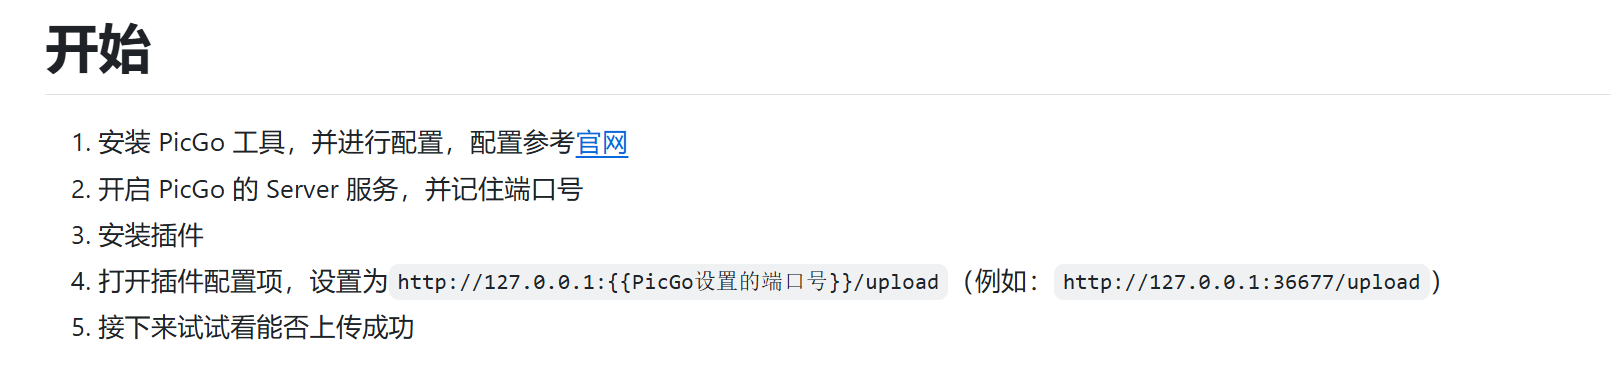 开始
1. 安装 PicGo 工具，并进行配置，配置参考官网
2. 开启 PicGo 的 Server 服务，并记住端口号
3. 安装插件
4. 打开插件配置项，设置为 http://127.0.0.1:{{PicGo设置的端口号}}/upload（例如：http://127.0.0.1:36677/upload）
5. 接下来试试看能否上传成功